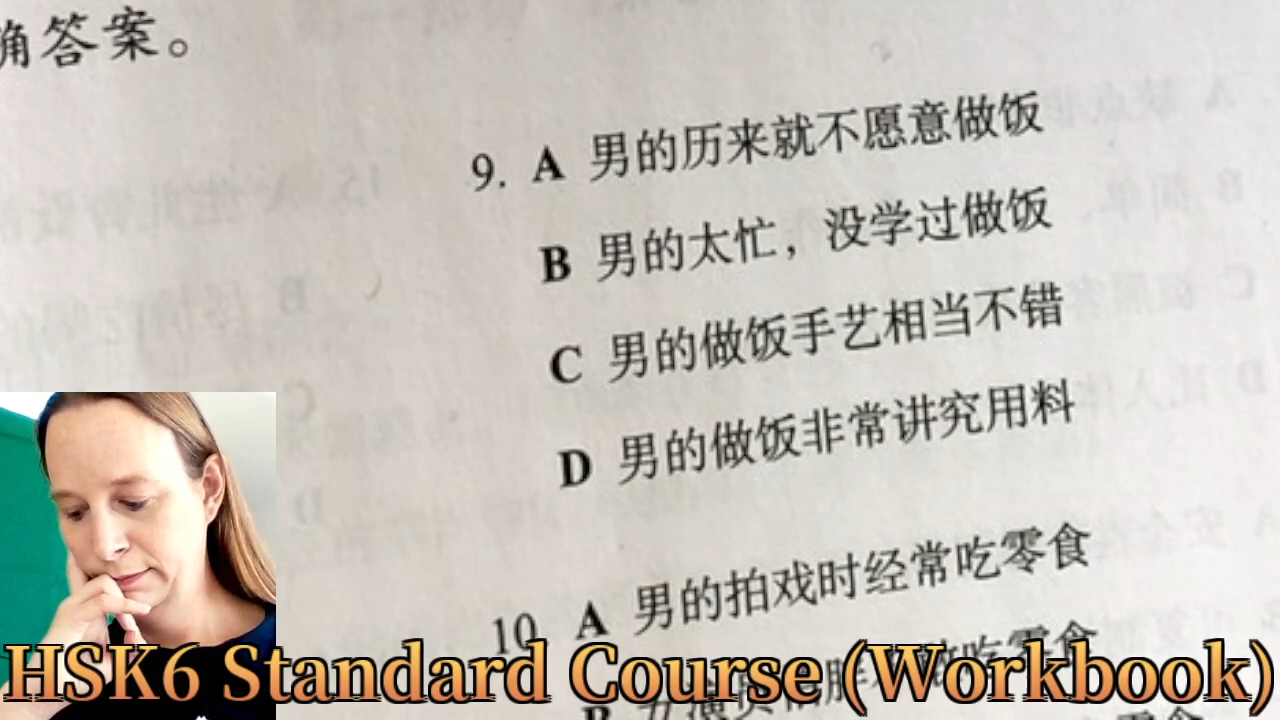 确答案。
9. A 男的历来就不愿意做饭
B 男的太忙，没学过做饭
C 男的做饭手艺相当不错
D 男的做饭非常讲究用料
10 A 男的拍戏时经常吃零食
B
HSK6 Standard Course (Workbook)